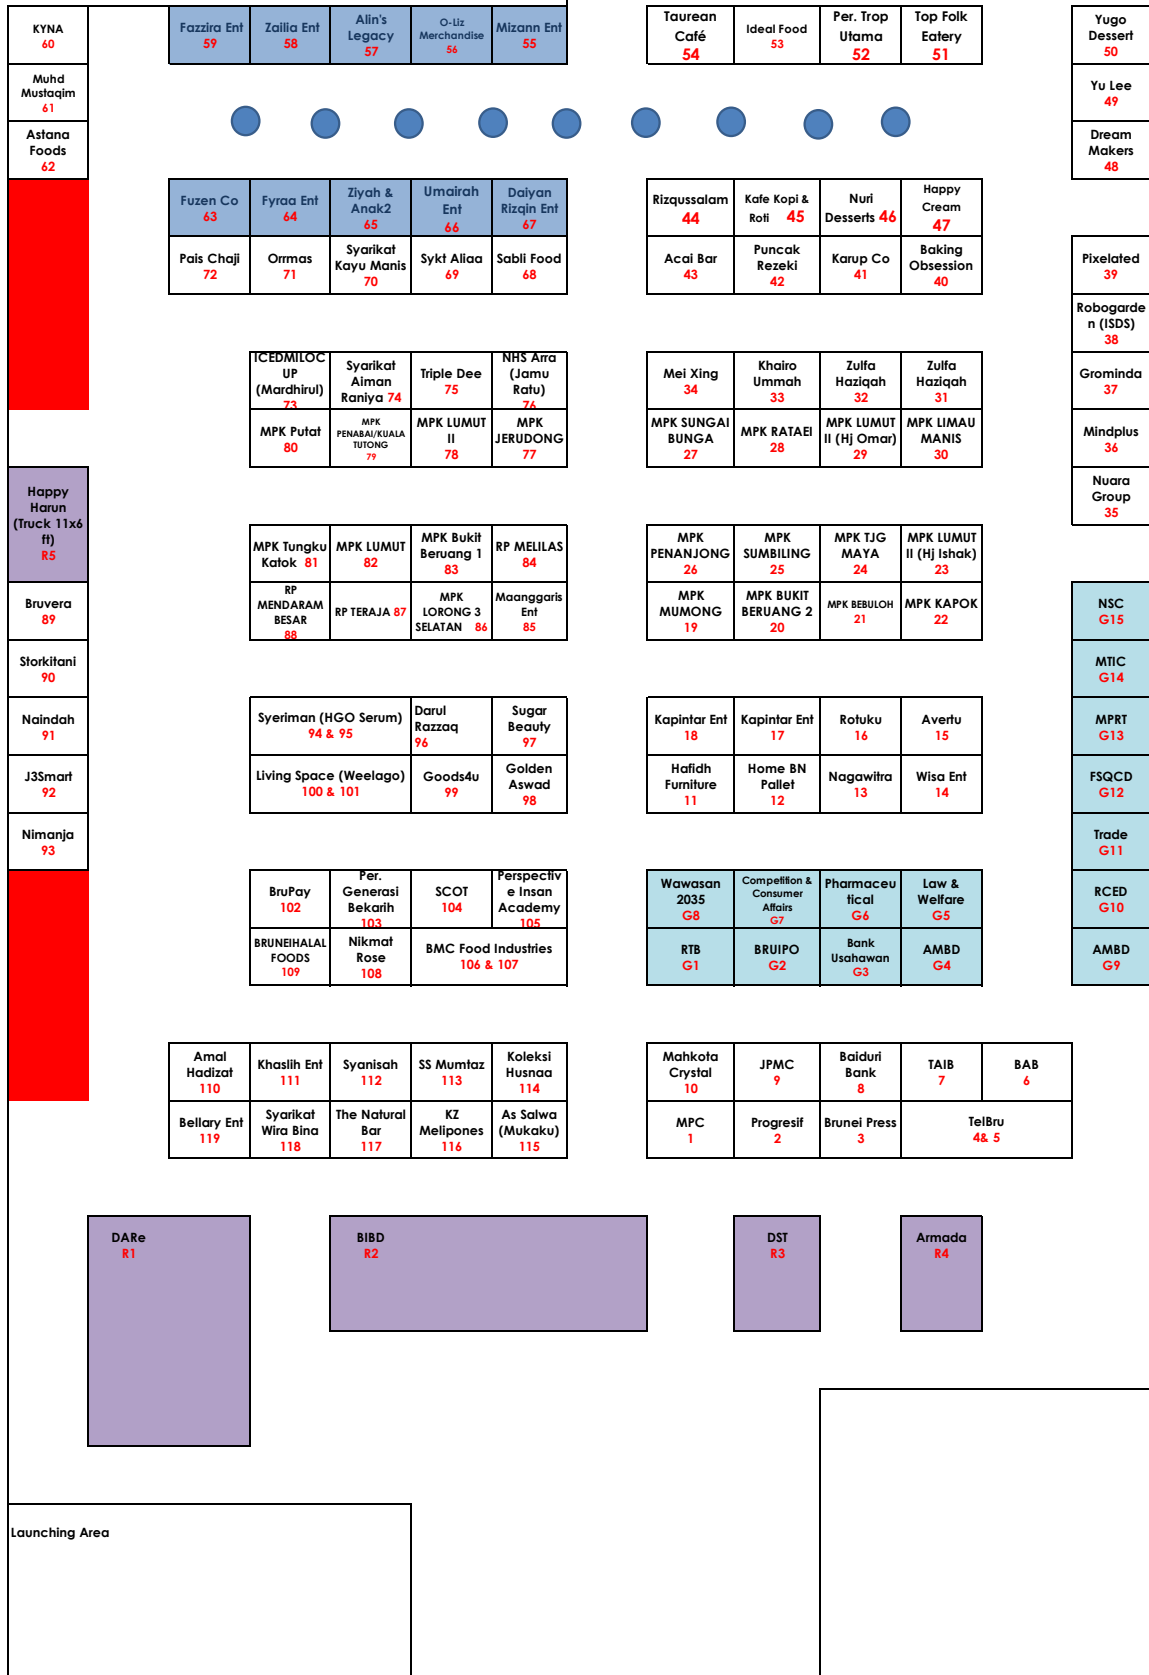 KYNA
60
Fazzira Ent
59
Zailia Ent
58
Alin's
Legacy
57
O-Liz
Merchandise
56
Mizann Ent
55
Taurean
Café
54
Ideal Food
53
Per. Trop
Utama
52
Top Folk
Eatery
51
Yugo
Dessert
50
Muhd
Mustaqim
61
Yu Lee
49
Astana
Foods
62
Dream
Makers
48
Fuzen Co
63
Fyraa Ent
64
Ziyah &
Anak2
65
Umairah
Ent
66
Daiyan
Rizqin Ent
67
Rizqussalam
44
Kafe Kopi &
Roti 45
Nuri
Desserts 46
Happy
Cream
47
Pais Chaji
72
Orrmas
71
Syarikat
Kayu Manis
70
Sykt Aliaa
69
Sabli Food
68
Acai Bar
43
Puncak
Rezeki
42
Karup Co
41
Baking
Obsession
40
Pixelated
39
Robogarde
n (ISDS)
38
ICEDMILOC
UP
(Mardhirul)
73
Syarikat
Aiman
Raniya 74
Triple Dee
75
NHS Arra
(Jamu
Ratu)
76
Mei Xing
34
Khairo
Ummah
33
Zulfa
Haziqah
32
Zulfa
Haziqah
31
Grominda
37
MPK Putat
80
MPK
PENABAI/KUALA
TUTONG
79
MPK LUMUT
II
78
MPK
JERUDONG
77
MPK SUNGAI
BUNGA
27
MPK RATAEI
28
MPK LUMUT
II (Hj Omar)
29
MPK LIMAU
MANIS
30
Mindplus
36
Happy
Harun
(Truck 11x6
ft)
R5
Nuara
Group
35
MPK Tungku
Katok 81
MPK LUMUT
82
MPK Bukit
Beruang 1
83
RP MELILAS
84
MPK
PENANJONG
26
MPK
SUMBILING
25
MPK TJG
MAYA
24
MPK LUMUT
II (Hj Ishak)
23
Bruvera
89
RP
MENDARAM
BESAR
88
RP TERAJA 87
MPK
LORONG 3
SELATAN 86
Maanggaris
Ent
85
MPK
MUMONG
19
MPK BUKIT
BERUANG 2
20
MPK BEBULOH
21
MPK KAPOK
22
NSC
G15
Storkitani
90
MTIC
G14
Naindah
91
Syeriman (HGO Serum)
94 & 95
Darul
Razzaq
96
Sugar
Beauty
97
Kapintar Ent
18
Kapintar Ent
17
Rotuku
16
Avertu
15
MPRT
G13
J3Smart
92
Living Space (Weelago)
100 & 101
Goods4u
99
Golden
Aswad
98
Hafidh
Furniture
11
Home BN
Pallet
12
Nagawitra
13
Wisa Ent
14
FSQCD
G12
Nimanja
93
Trade
G11
BruPay
102
Per.
Generasi
Bekarih
103
SCOT
104
Perspectiv
e Insan
Academy
105
Wawasan
2035
G8
Competition &
Consumer
Affairs
G7
Pharmaceu
tical
G6
Law &
Welfare
G5
RCED
G10
BRUNEIHALAL
FOODS
109
Nikmat
Rose
108
BMC Food Industries
106 & 107
RTB
G1
BRUIPO
G2
Bank
Usahawan
G3
AMBD
G4
AMBD
G9
Amal
Hadizat
110
Khaslih Ent
111
Syanisah
112
SS Mumtaz
113
Koleksi
Husnaa
114
Mahkota
Crystal
10
JPMC
9
Baiduri
Bank
8
TAIB
7
BAB
6
Bellary Ent
119
Syarikat
Wira Bina
118
The Natural
Bar
117
KZ
Melipones
116
As Salwa
(Mukaku)
115
MPC
1
Progresif
2
Brunei Press
3
TelBru
4& 5
DARe
R1
BIBD
R2
DST
R3
Armada
R4
Launching Area